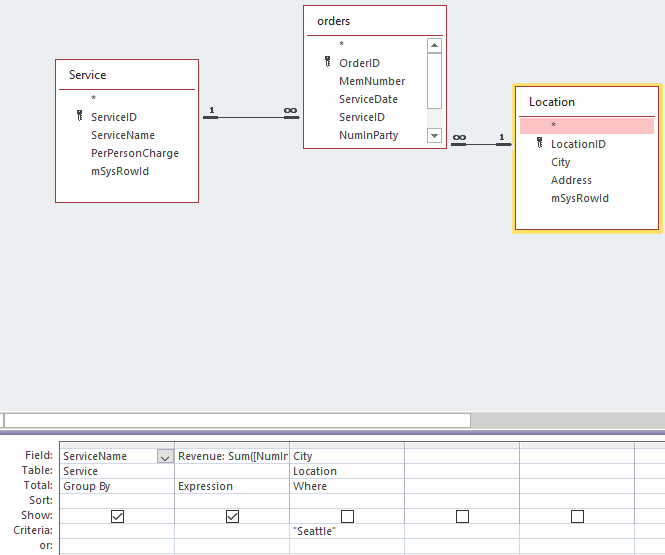 Service
*
ServiceID
ServiceName
PerPersonCharge
mSysRowId
1
∞
orders
*
OrderID
MemNumber
ServiceDate
ServiceID
NumInParty
∞
1
Location
*
LocationID
City
Address
mSysRowId
Field: ServiceName Revenue: Sum([NumIn City
Table: Service Location
Total: Group By Expression Where
Sort:
Show:
Criteria: "Seattle"
or: